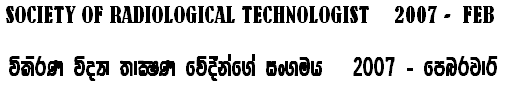 SOCIETY OF RADIOLOGICAL TECHNOLOGIST 2007 - FEB
විකිරණ විද්‍යා තාක්ෂණ වේදීන්ගේ සංගමය 2007 - පෙබරවාරි